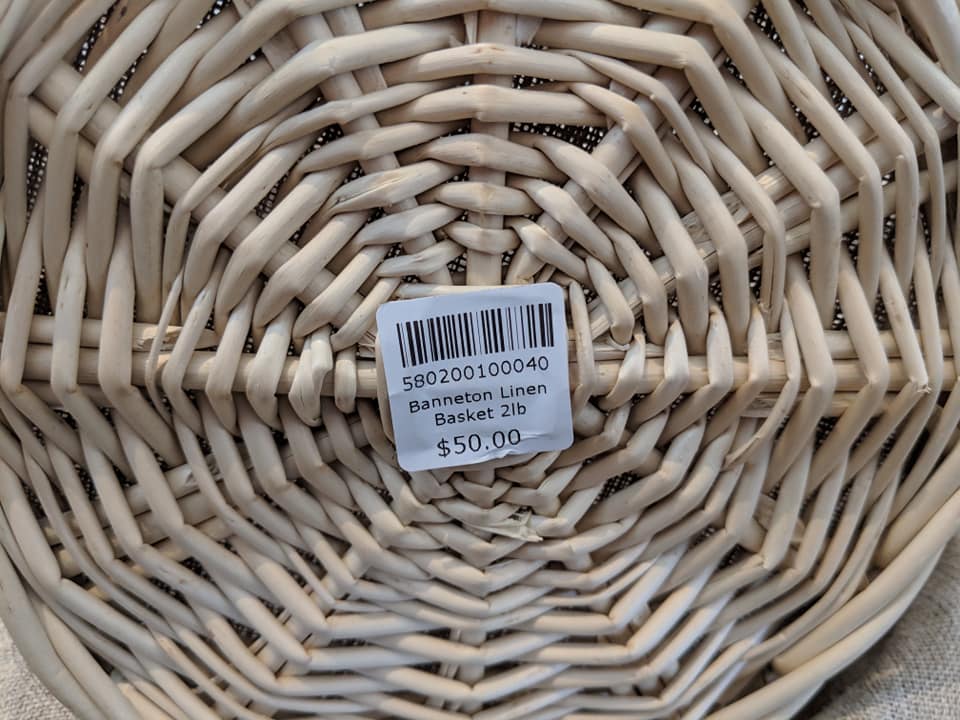 580200100040
Banneton Linen
Basket 2lb
$50.00